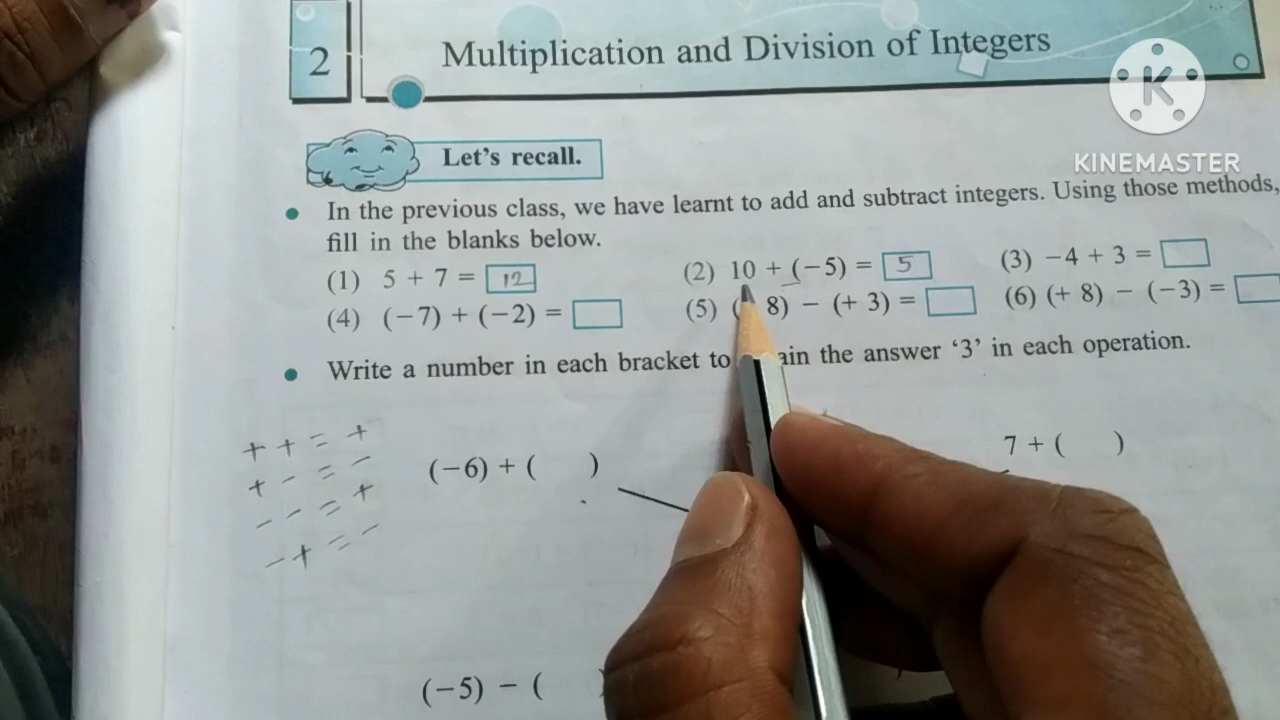 2 Multiplication and Division of Integers
KINEMASTER
Let's recall.
• In the previous class, we have learnt to add and subtract integers. Using those methods,
fill in the blanks below.
(1) 5 + 7 = 12 (2) 10 + (−5) = 5 (3) −4 + 3 =
(4) (−7) + (−2) = (5) ( 8) − (+ 3) = (6) (+ 8) − (−3) =
• Write a number in each bracket to the answer '3' in each operation.
+ + = +
+ − = −
− − = +
− + = −
(−6) + ( ) 7 + ( )
(−5) − (